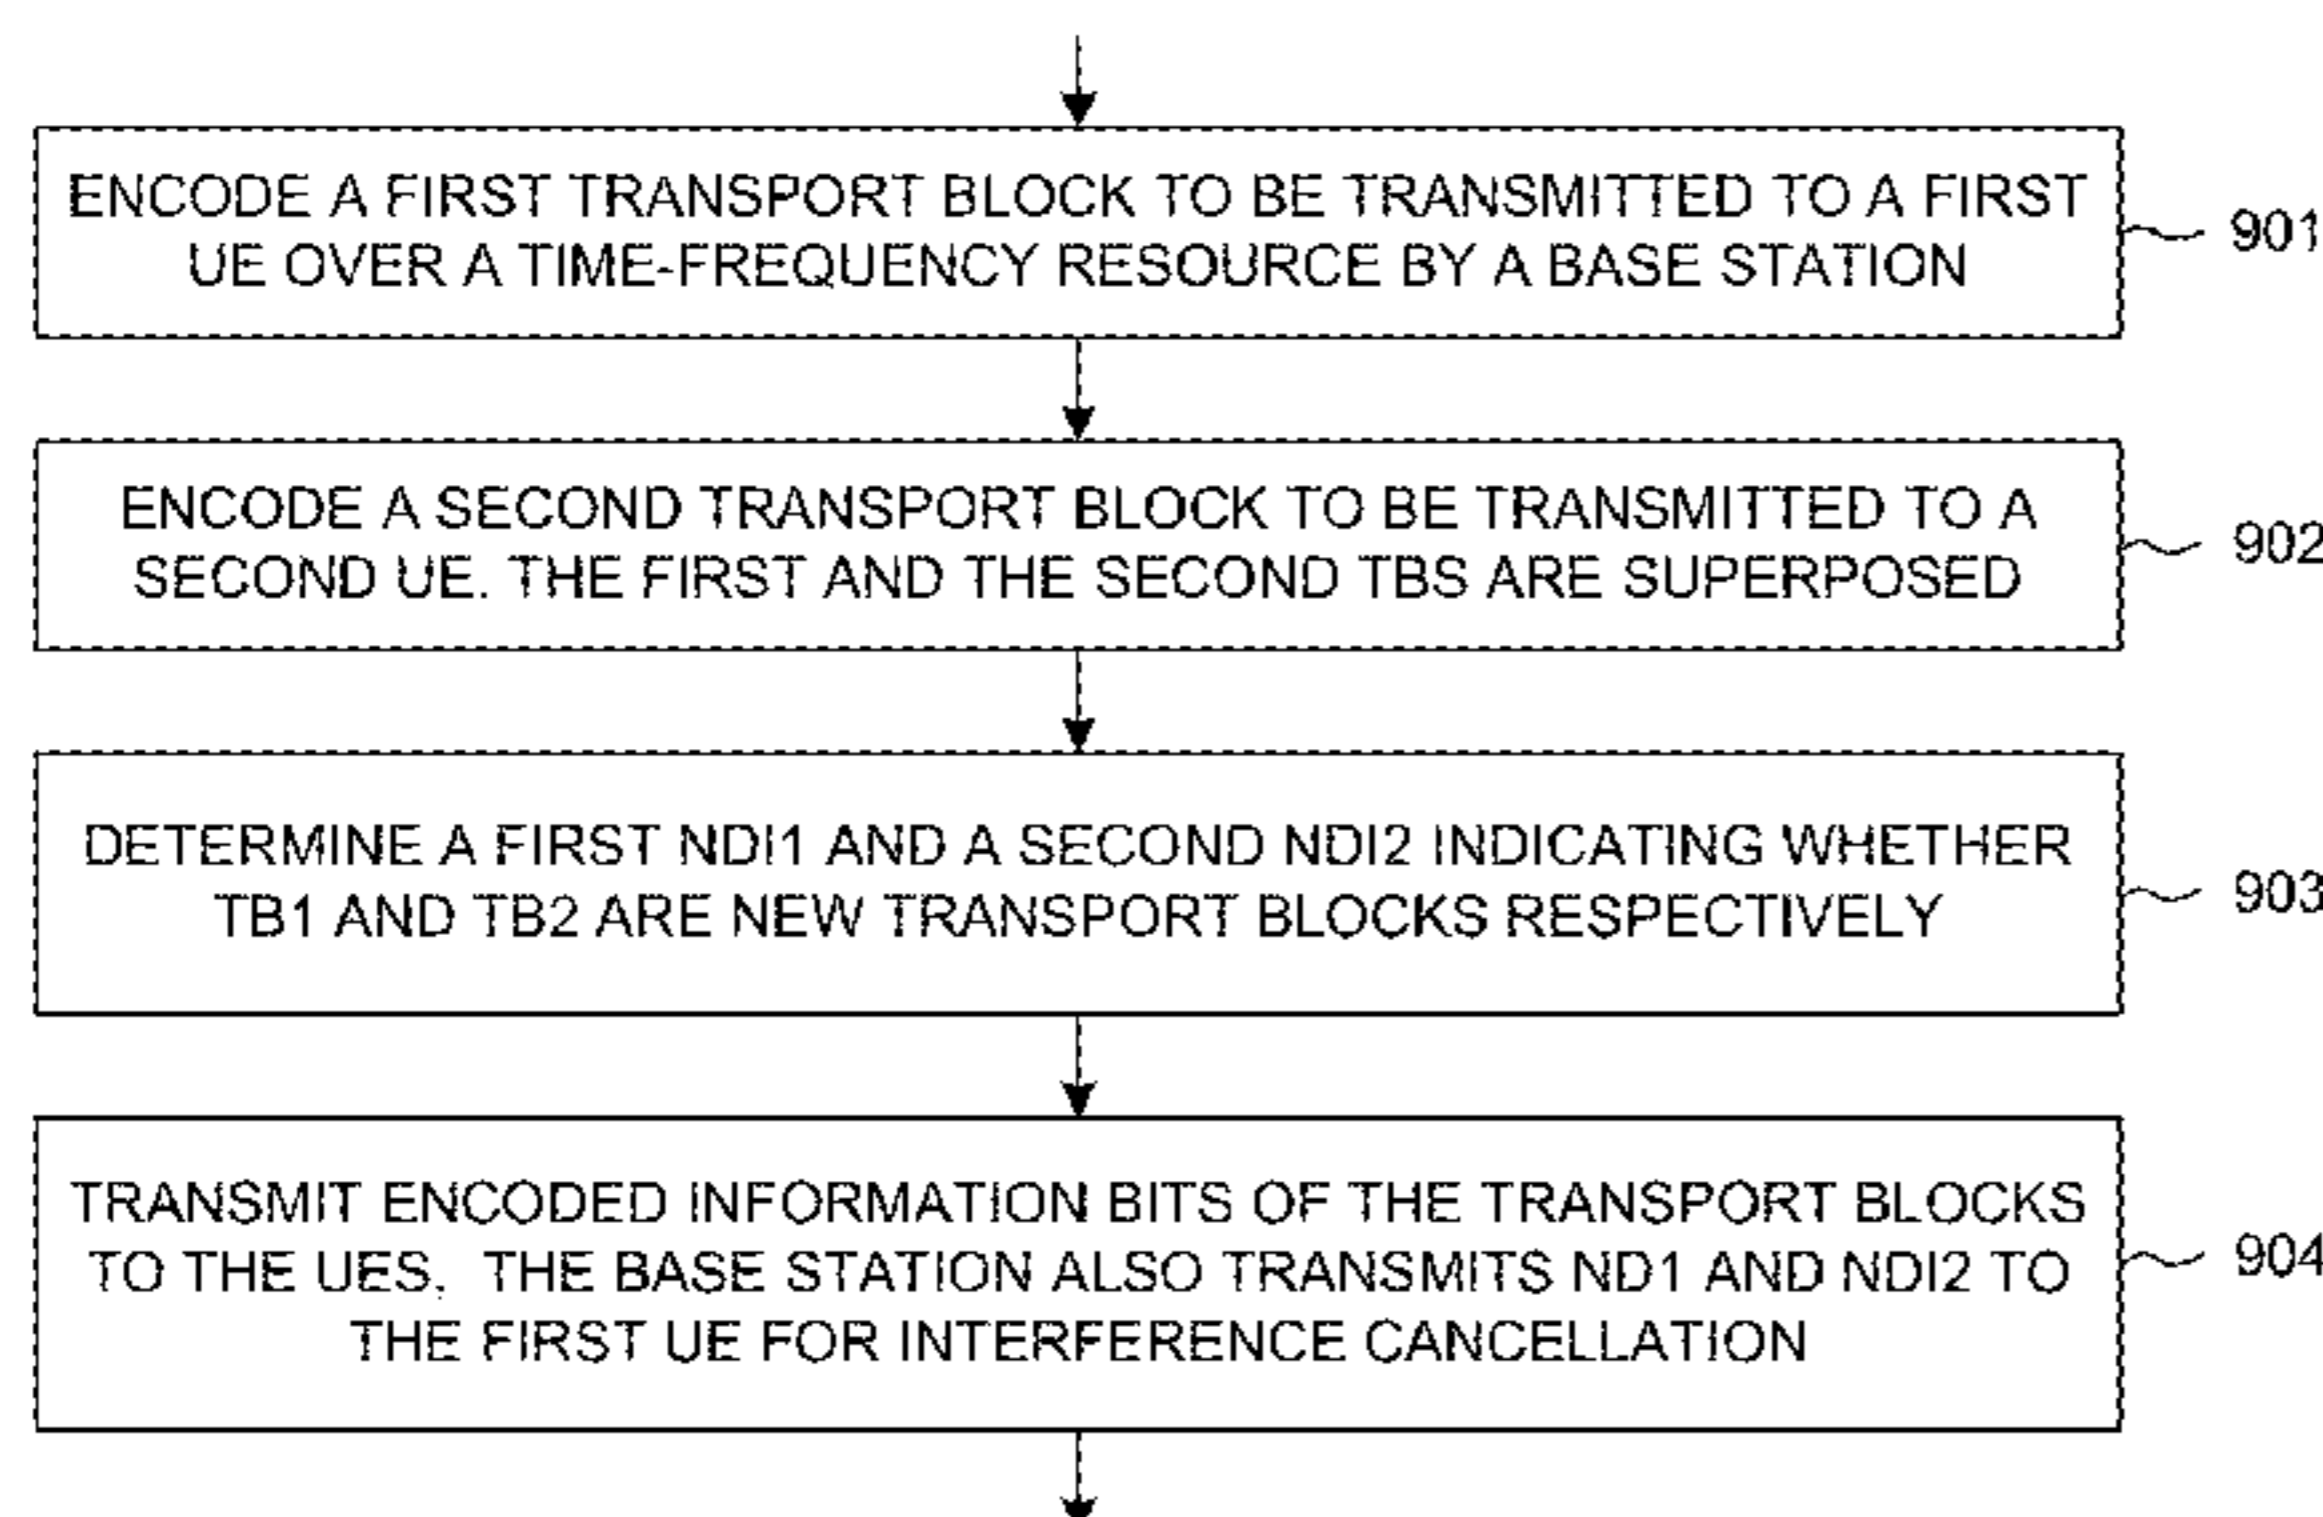 ENCODE A FIRST TRANSPORT BLOCK TO BE TRANSMITTED TO A FIRST
UE OVER A TIME-FREQUENCY RESOURCE BY A BASE STATION
901
ENCODE A SECOND TRANSPORT BLOCK TO BE TRANSMITTED TO A
SECOND UE. THE FIRST AND THE SECOND TBS ARE SUPERPOSED
902
DETERMINE A FIRST NDI1 AND A SECOND NDI2 INDICATING WHETHER
TB1 AND TB2 ARE NEW TRANSPORT BLOCKS RESPECTIVELY
903
TRANSMIT ENCODED INFORMATION BITS OF THE TRANSPORT BLOCKS
TO THE UES. THE BASE STATION ALSO TRANSMITS ND1 AND NDI2 TO
THE FIRST UE FOR INTERFERENCE CANCELLATION
904